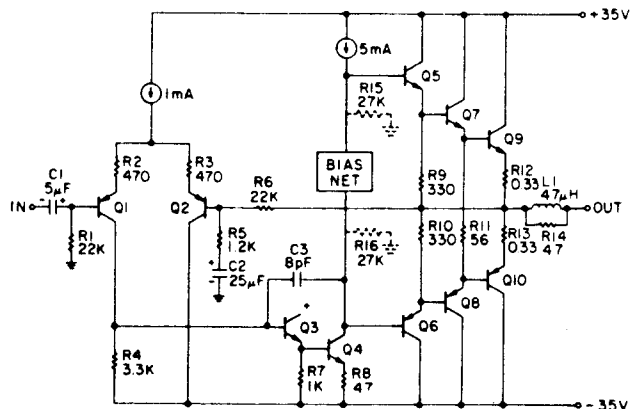 +35V
5mA
Q5
1mA
R15
27K
Q7
Q9
R2
470
R3
470
BIAS
NET
R9
330
R12
0.33
L1
47µH
C1
5µF
R6
22K
IN
- +
Q1
Q2
OUT
R1
22K
R5
1.2K
R16
27K
R10
330
R11
56
R13
0.33
R14
47
C3
8pF
+
-
C2
25µF
Q10
+
Q3
Q8
Q6
Q4
R4
3.3K
R7
1K
R8
47
-35V